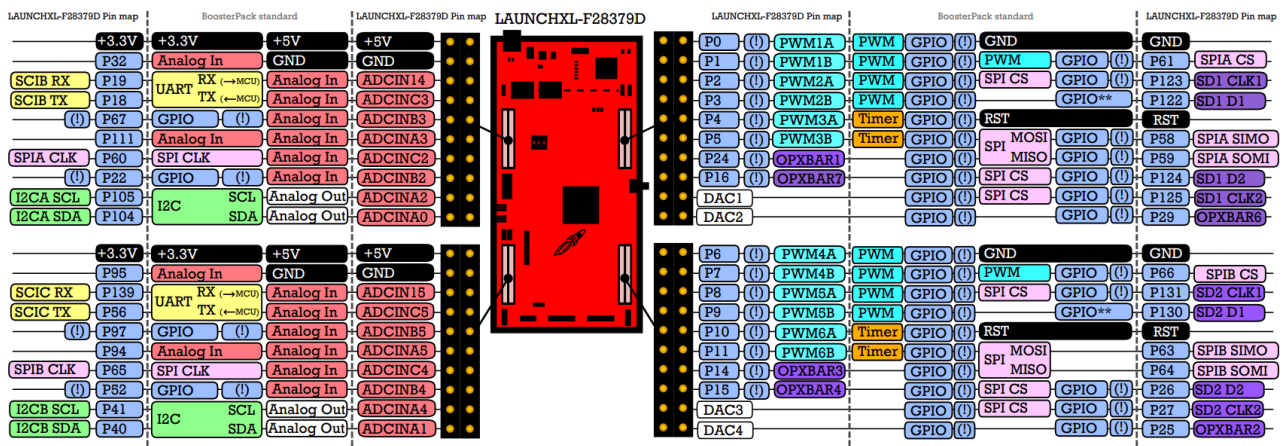 LAUNCHXL-F28379D Pin map BoosterPack standard LAUNCHXL-F28379D Pin map LAUNCHXL-F28379D LAUNCHXL-F28379D Pin map BoosterPack standard LAUNCHXL-F28379D Pin map
+3.3V +3.3V +5V +5V P0 (!) PWM1A PWM GPIO (!) GND GND
P32 Analog In GND GND P1 (!) PWM1B PWM GPIO (!) PWM GPIO (!) P61 SPIA CS
SCIB RX P19 UART RX (→MCU) Analog In ADCIN14 P2 (!) PWM2A PWM GPIO (!) SPI CS GPIO (!) P123 SD1 CLK1
SCIB TX P18 TX (←MCU) Analog In ADCINC3 P3 (!) PWM2B PWM GPIO (!) GPIO** P122 SD1 D1
(!) P67 GPIO (!) Analog In ADCINB3 P4 (!) PWM3A Timer GPIO (!) RST RST
P111 Analog In Analog In ADCINA3 P5 (!) PWM3B Timer GPIO (!) SPI MOSI GPIO (!) P58 SPIA SIMO
SPIA CLK P60 SPI CLK Analog In ADCINC2 P24 (!) OPXBAR1 GPIO (!) MISO GPIO (!) P59 SPIA SOMI
(!) P22 GPIO (!) Analog In ADCINB2 P16 (!) OPXBAR7 GPIO (!) SPI CS GPIO (!) P124 SD1 D2
I2CA SCL P105 I2C SCL Analog Out ADCINA2 DAC1 GPIO (!) SPI CS GPIO (!) P125 SD1 CLK2
I2CA SDA P104 SDA Analog Out ADCINA0 DAC2 GPIO (!) GPIO (!) P29 OPXBAR6
+3.3V +3.3V +5V +5V P6 (!) PWM4A PWM GPIO (!) GND GND
P95 Analog In GND GND P7 (!) PWM4B PWM GPIO (!) PWM GPIO (!) P66 SPIB CS
SCIC RX P139 UART RX (→MCU) Analog In ADCIN15 P8 (!) PWM5A PWM GPIO (!) SPI CS GPIO (!) P131 SD2 CLK1
SCIC TX P56 TX (←MCU) Analog In ADCINC5 P9 (!) PWM5B PWM GPIO (!) GPIO** P130 SD2 D1
(!) P97 GPIO (!) Analog In ADCINB5 P10 (!) PWM6A Timer GPIO (!) RST RST
P94 Analog In Analog In ADCINA5 P11 (!) PWM6B Timer GPIO (!) SPI MOSI P63 SPIB SIMO
SPIB CLK P65 SPI CLK Analog In ADCINC4 P14 (!) OPXBAR3 GPIO (!) MISO P64 SPIB SOMI
(!) P52 GPIO (!) Analog In ADCINB4 P15 (!) OPXBAR4 GPIO (!) SPI CS GPIO (!) P26 SD2 D2
I2CB SCL P41 I2C SCL Analog Out ADCINA4 DAC3 GPIO (!) SPI CS GPIO (!) P27 SD2 CLK2
I2CB SDA P40 SDA Analog Out ADCINA1 DAC4 GPIO (!) GPIO (!) P25 OPXBAR2